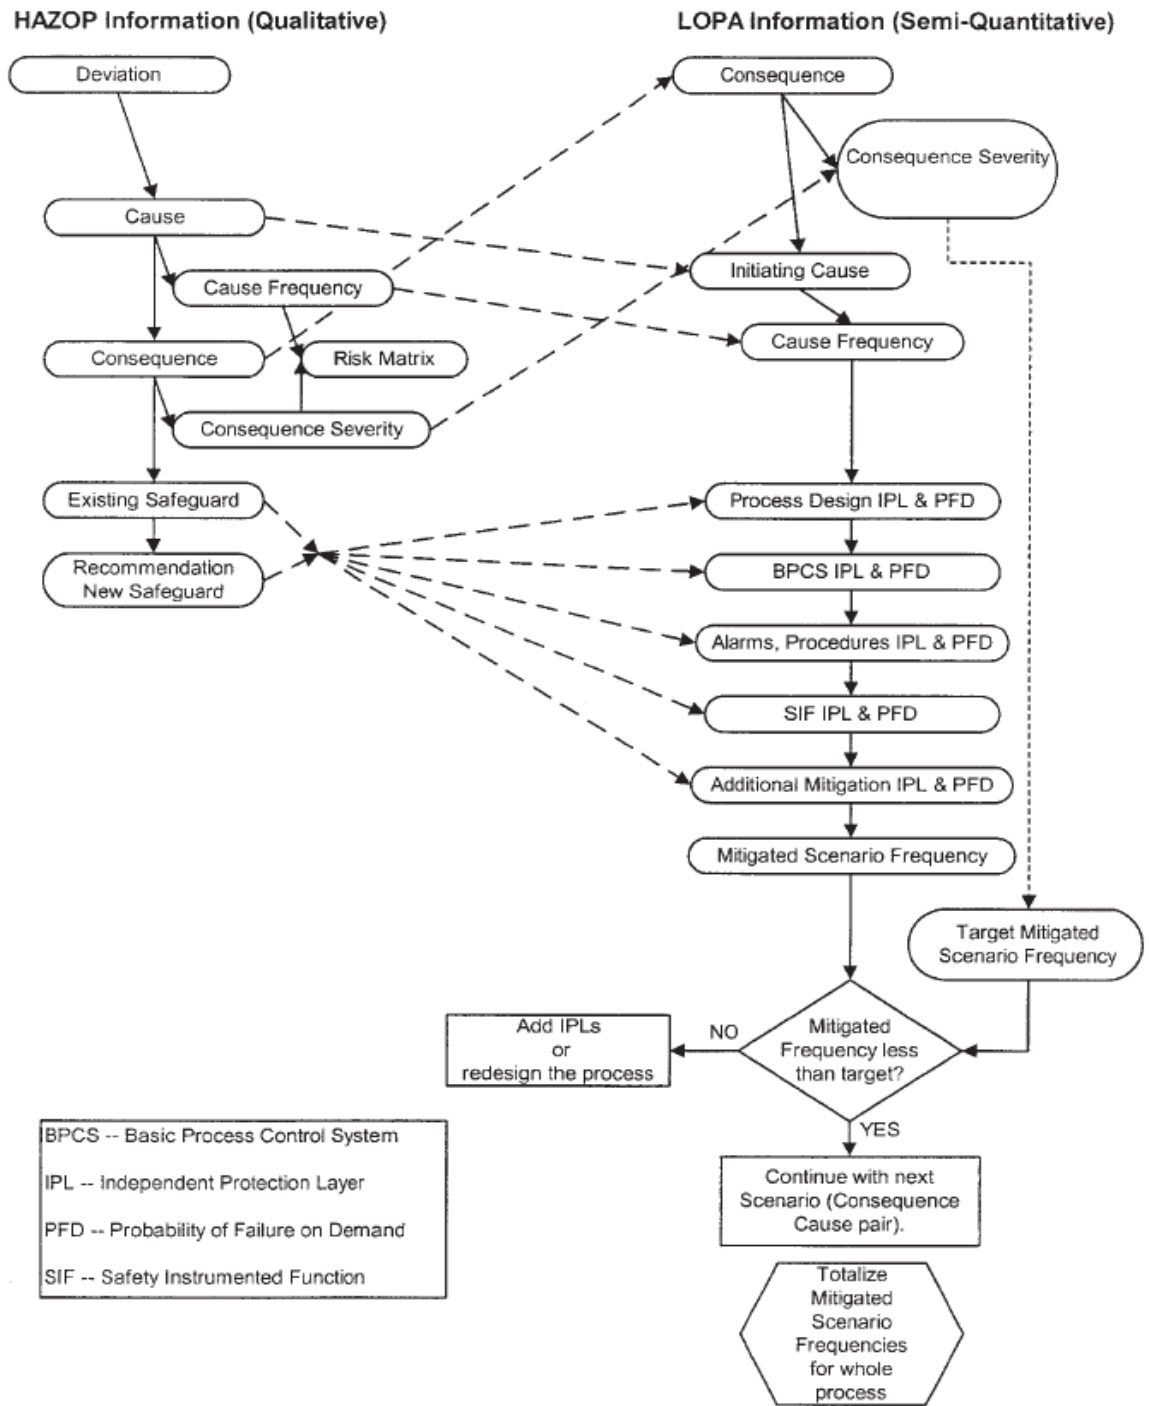 HAZOP Information (Qualitative)
Deviation
Cause
Cause Frequency
Consequence
Risk Matrix
Consequence Severity
Existing Safeguard
Recommendation
New Safeguard
LOPA Information (Semi-Quantitative)
Consequence
Consequence Severity
Initiating Cause
Cause Frequency
Process Design IPL & PFD
BPCS IPL & PFD
Alarms, Procedures IPL & PFD
SIF IPL & PFD
Additional Mitigation IPL & PFD
Mitigated Scenario Frequency
Target Mitigated
Scenario Frequency
Mitigated
Frequency less
than target?
NO
Add IPLs
or
redesign the process
YES
Continue with next
Scenario (Consequence
Cause pair).
Totalize
Mitigated
Scenario
Frequencies
for whole
process
BPCS -- Basic Process Control System
IPL -- Independent Protection Layer
PFD -- Probability of Failure on Demand
SIF -- Safety Instrumented Function